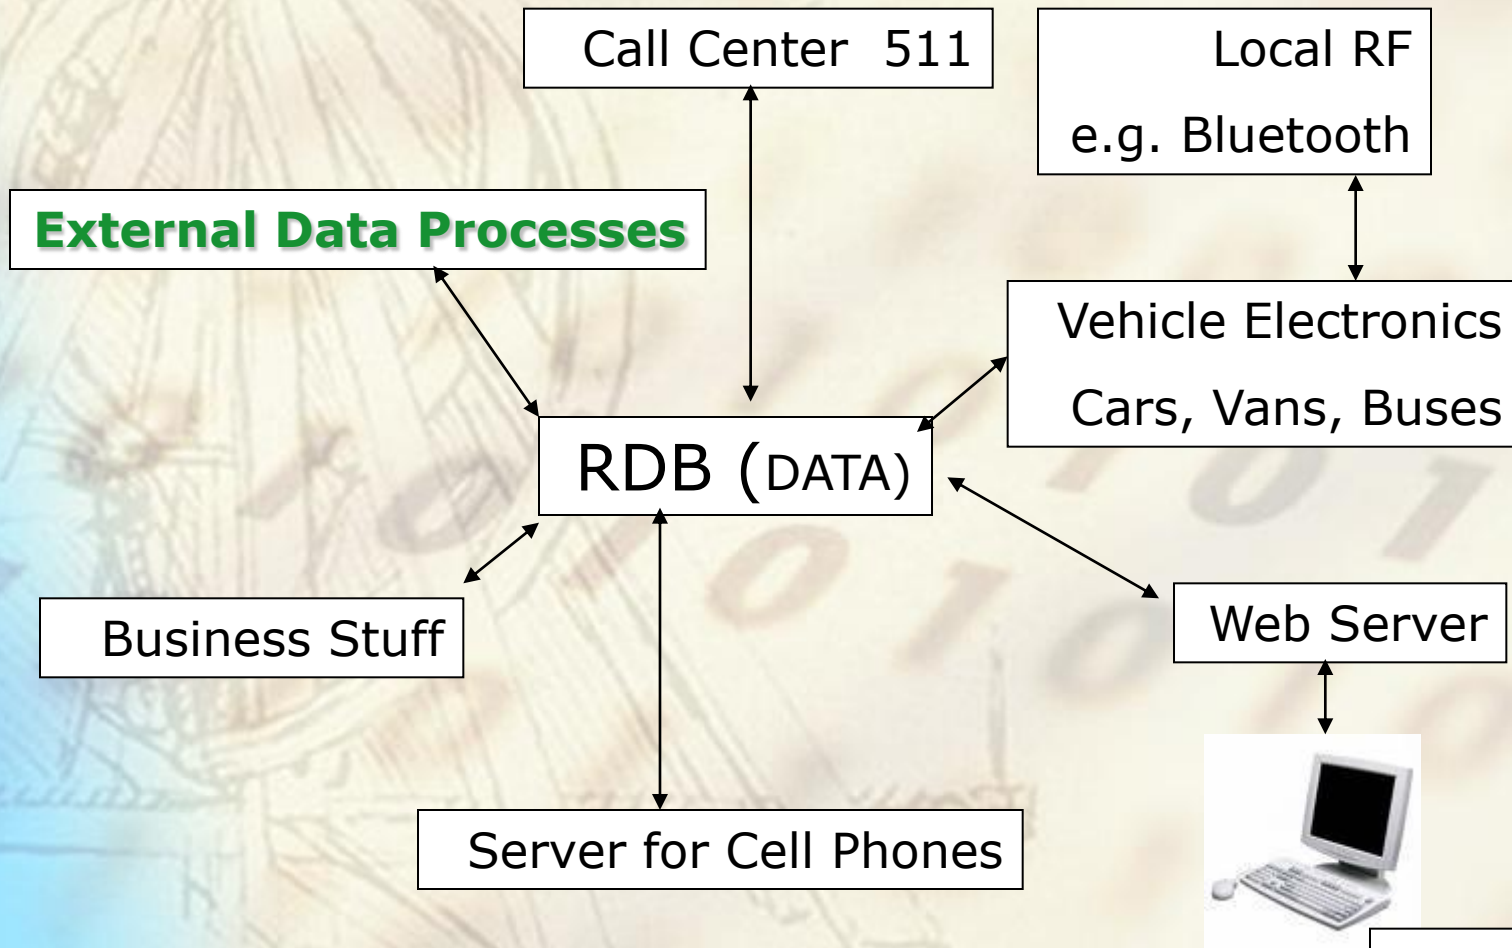 Call Center 511
Local RF
e.g. Bluetooth
External Data Processes
Vehicle Electronics
Cars, Vans, Buses
RDB (DATA)
Business Stuff
Web Server
Server for Cell Phones